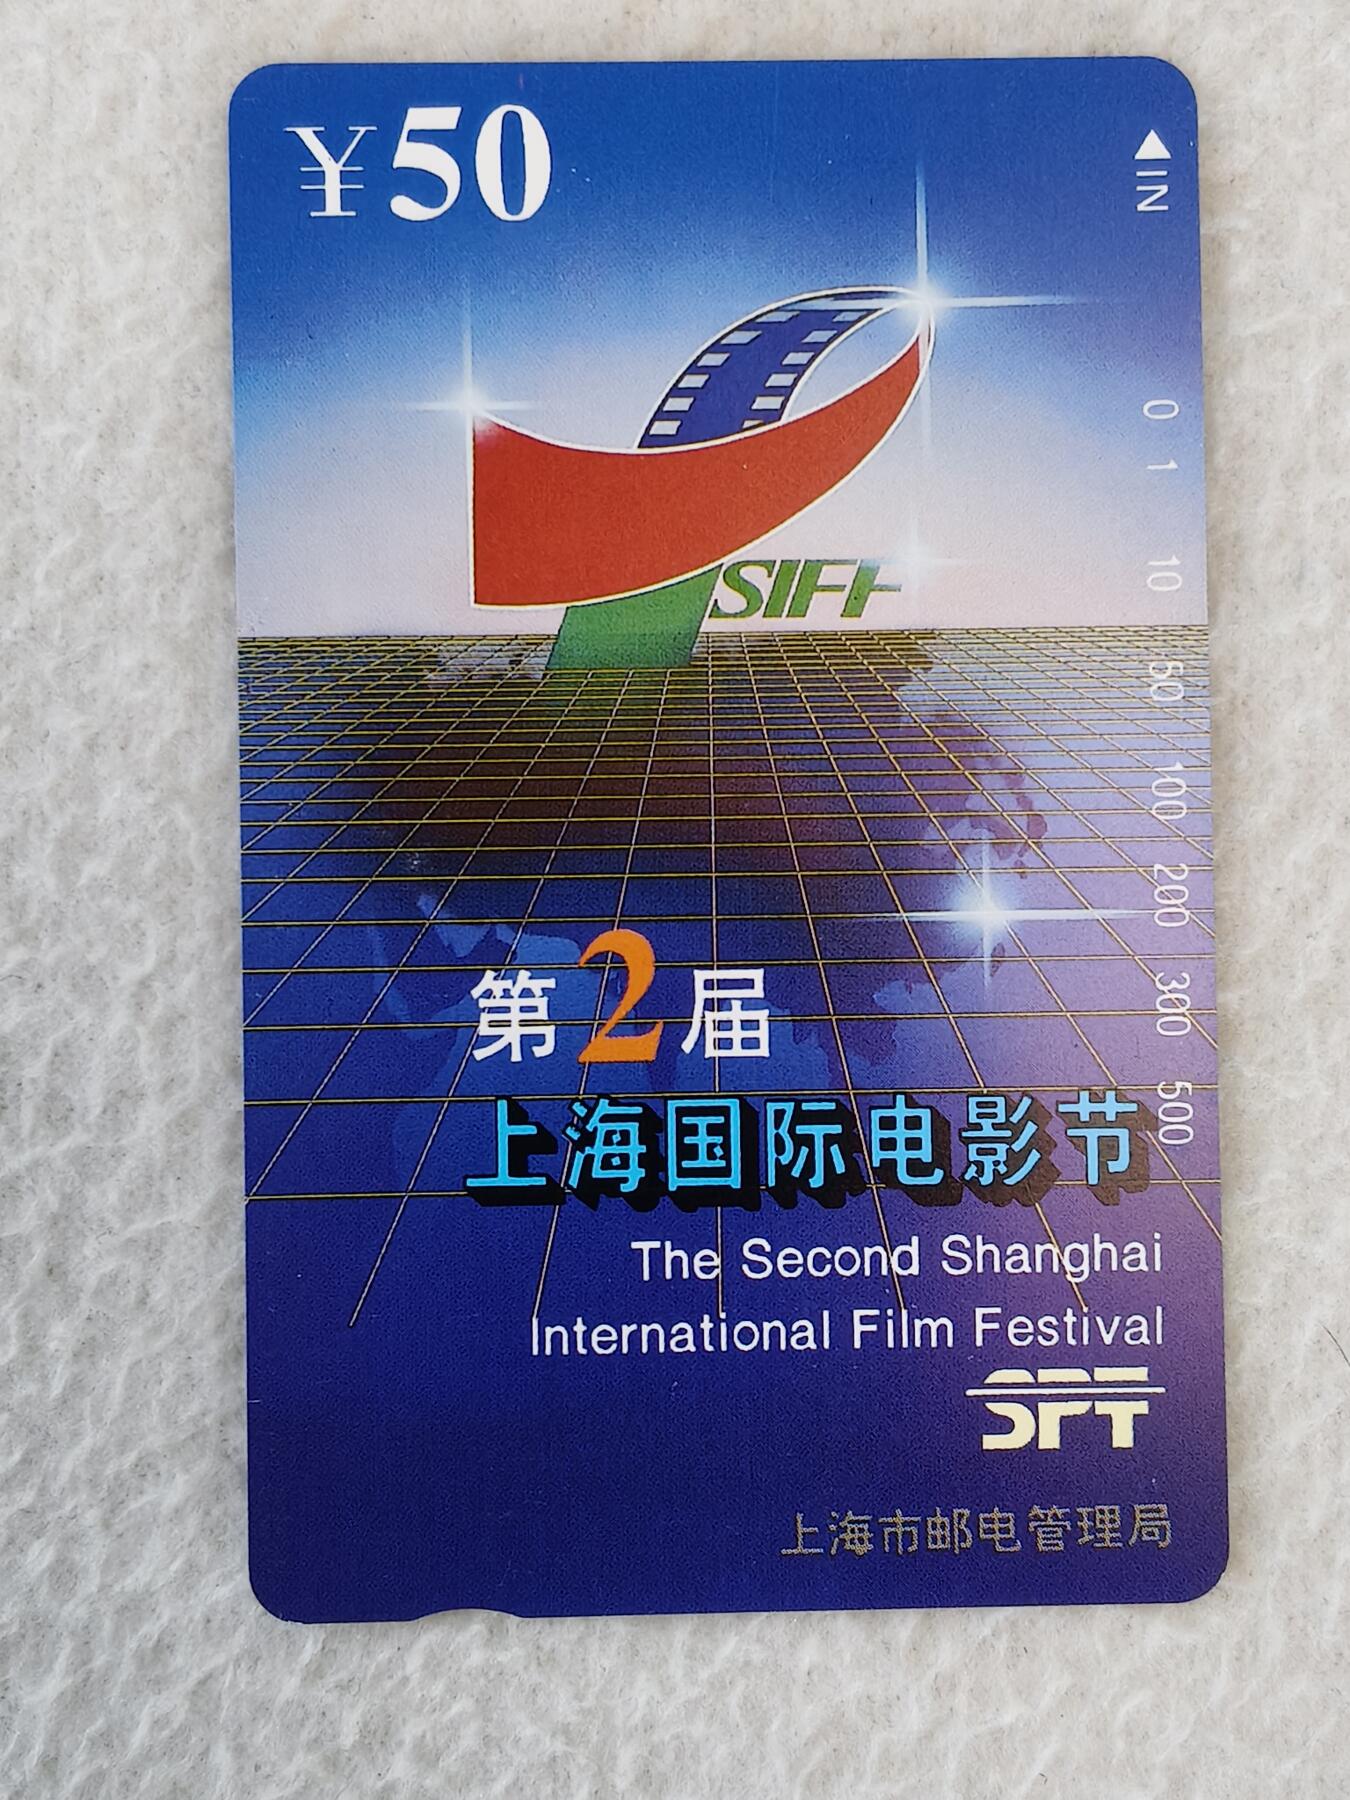 ¥50
◀IN
SIFF
0 1 10 50 100 200 300 500
第2届
上海国际电影节
The Second Shanghai
International Film Festival
SPT
上海市邮电管理局